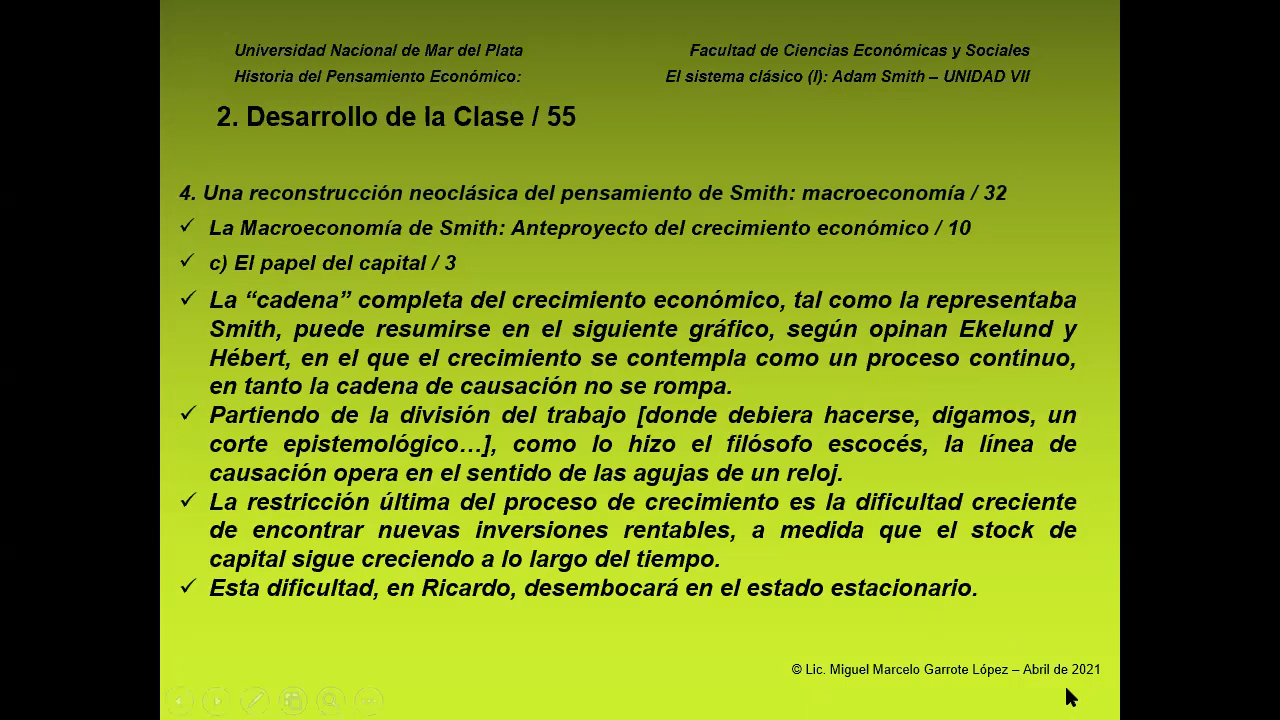 Universidad Nacional de Mar del Plata Facultad de Ciencias Económicas y Sociales
Historia del Pensamiento Económico: El sistema clásico (I): Adam Smith – UNIDAD VII
2. Desarrollo de la Clase / 55
4. Una reconstrucción neoclásica del pensamiento de Smith: macroeconomía / 32
✓ La Macroeconomía de Smith: Anteproyecto del crecimiento económico / 10
✓ c) El papel del capital / 3
✓ La “cadena” completa del crecimiento económico, tal como la representaba
Smith, puede resumirse en el siguiente gráfico, según opinan Ekelund y
Hébert, en el que el crecimiento se contempla como un proceso continuo,
en tanto la cadena de causación no se rompa.
✓ Partiendo de la división del trabajo [donde debiera hacerse, digamos, un
corte epistemológico…], como lo hizo el filósofo escocés, la línea de
causación opera en el sentido de las agujas de un reloj.
✓ La restricción última del proceso de crecimiento es la dificultad creciente
de encontrar nuevas inversiones rentables, a medida que el stock de
capital sigue creciendo a lo largo del tiempo.
✓ Esta dificultad, en Ricardo, desembocará en el estado estacionario.
© Lic. Miguel Marcelo Garrote López – Abril de 2021